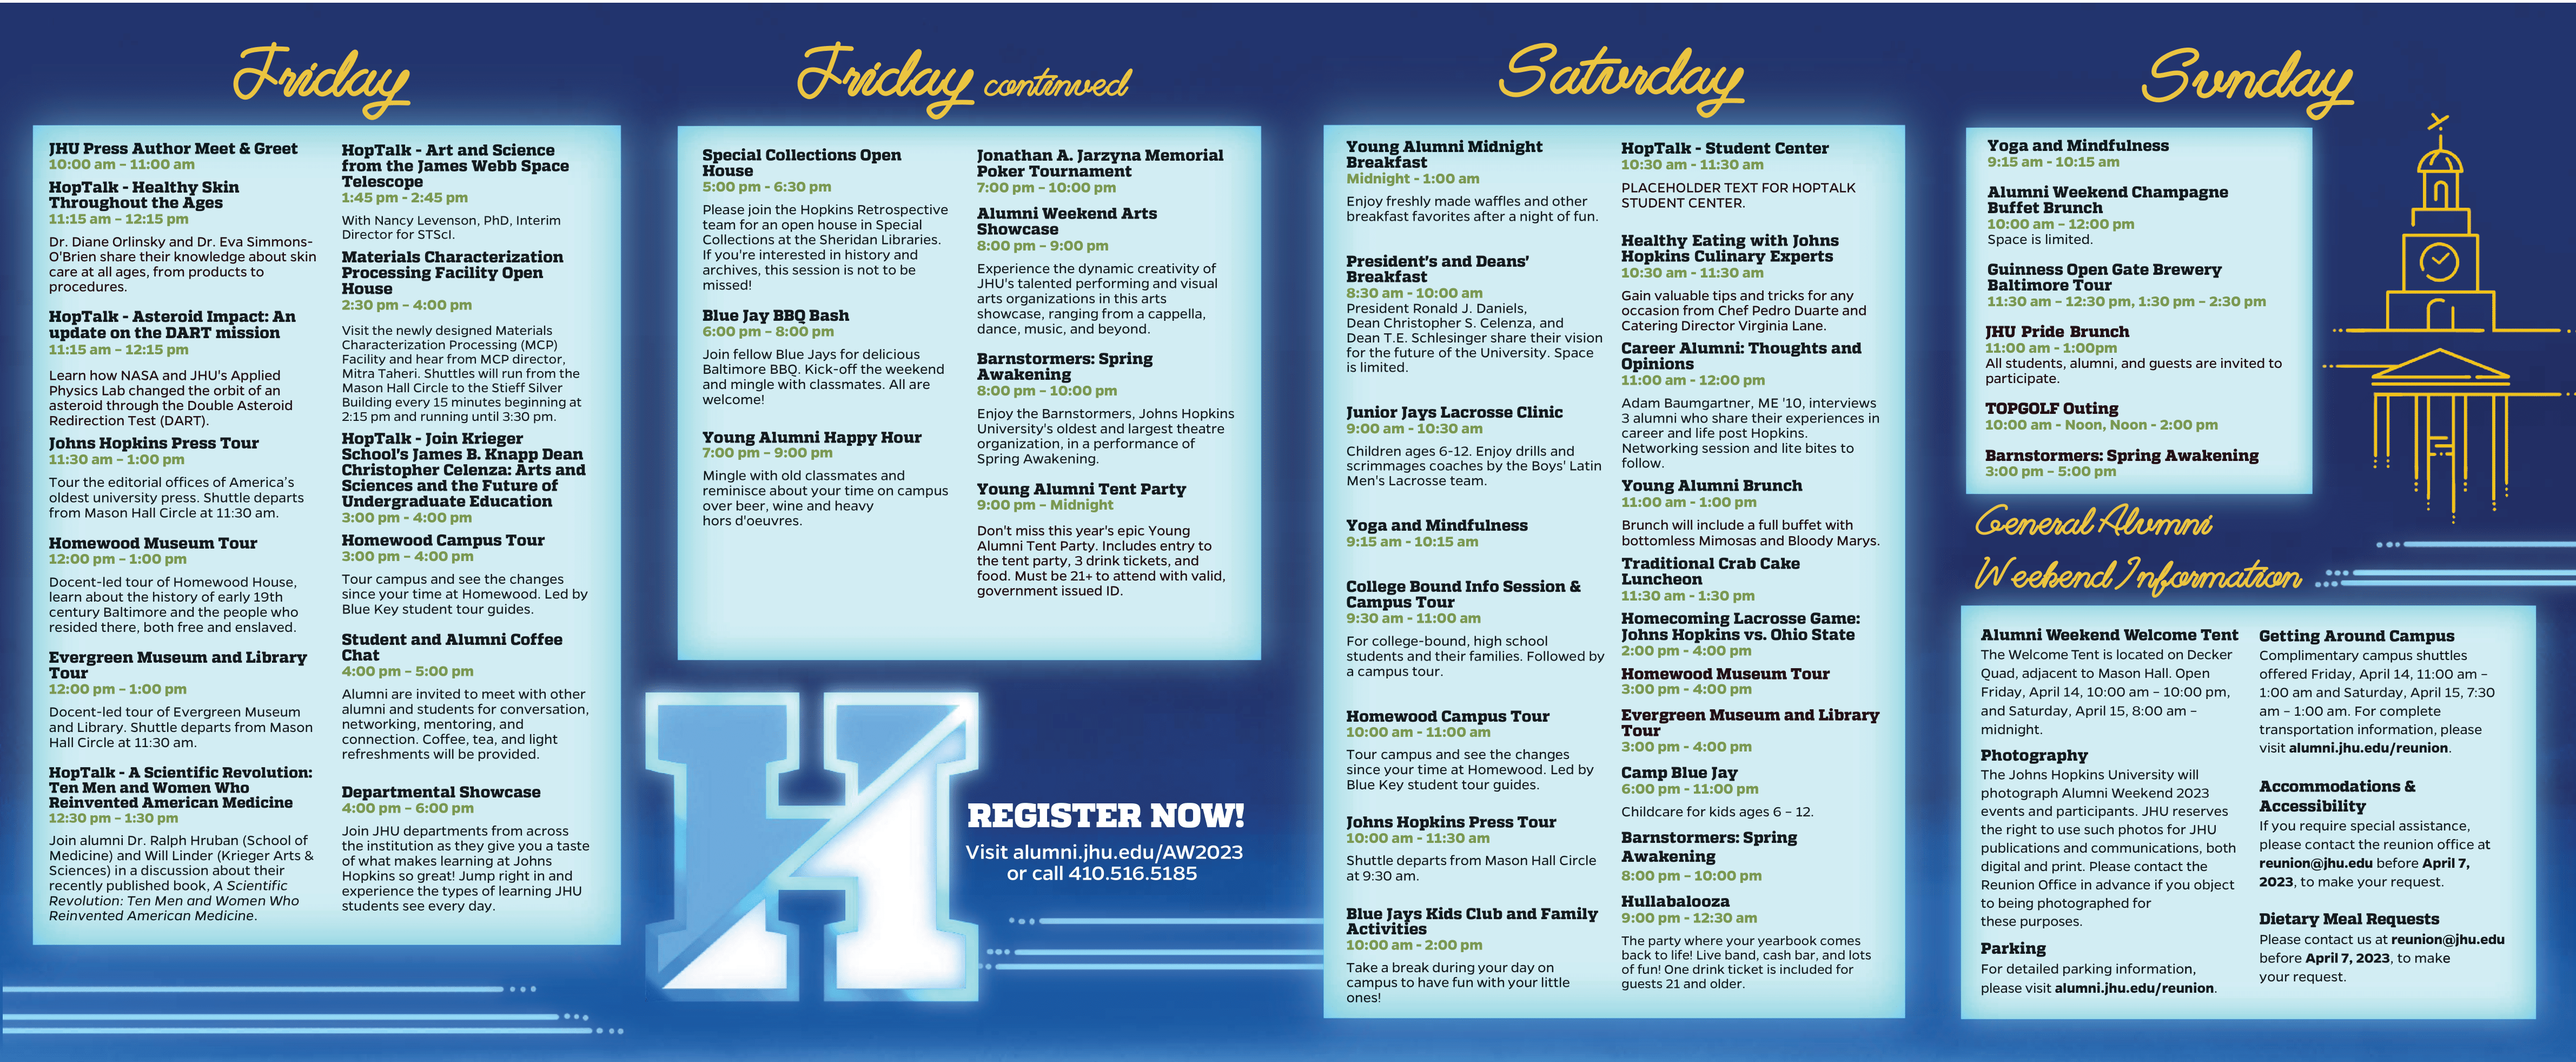 Friday
JHU Press Author Meet & Greet
10:00 am – 11:00 am
HopTalk - Healthy Skin
Throughout the Ages
11:15 am – 12:15 pm
Dr. Diane Orlinsky and Dr. Eva Simmons-
O'Brien share their knowledge about skin
care at all ages, from products to
procedures.
HopTalk - Asteroid Impact: An
update on the DART mission
11:15 am – 12:15 pm
Learn how NASA and JHU's Applied
Physics Lab changed the orbit of an
asteroid through the Double Asteroid
Redirection Test (DART).
Johns Hopkins Press Tour
11:30 am – 1:00 pm
Tour the editorial offices of America's
oldest university press. Shuttle departs
from Mason Hall Circle at 11:30 am.
Homewood Museum Tour
12:00 pm – 1:00 pm
Docent-led tour of Homewood House,
learn about the history of early 19th
century Baltimore and the people who
resided there, both free and enslaved.
Evergreen Museum and Library
Tour
12:00 pm – 1:00 pm
Docent-led tour of Evergreen Museum
and Library. Shuttle departs from Mason
Hall Circle at 11:30 am.
HopTalk - A Scientific Revolution:
Ten Men and Women Who
Reinvented American Medicine
12:30 pm – 1:30 pm
Join alumni Dr. Ralph Hruban (School of
Medicine) and Will Linder (Krieger Arts &
Sciences) in a discussion about their
recently published book, A Scientific
Revolution: Ten Men and Women Who
Reinvented American Medicine.
HopTalk - Art and Science
from the James Webb Space
Telescope
1:45 pm - 2:45 pm
With Nancy Levenson, PhD, Interim
Director for STScI.
Materials Characterization
Processing Facility Open
House
2:30 pm – 4:00 pm
Visit the newly designed Materials
Characterization Processing (MCP)
Facility and hear from MCP director,
Mitra Taheri. Shuttles will run from the
Mason Hall Circle to the Stieff Silver
Building every 15 minutes beginning at
2:15 pm and running until 3:30 pm.
HopTalk - Join Krieger
School's James B. Knapp Dean
Christopher Celenza: Arts and
Sciences and the Future of
Undergraduate Education
3:00 pm - 4:00 pm
Homewood Campus Tour
3:00 pm – 4:00 pm
Tour campus and see the changes
since your time at Homewood. Led by
Blue Key student tour guides.
Student and Alumni Coffee
Chat
4:00 pm – 5:00 pm
Alumni are invited to meet with other
alumni and students for conversation,
networking, mentoring, and
connection. Coffee, tea, and light
refreshments will be provided.
Departmental Showcase
4:00 pm – 6:00 pm
Join JHU departments from across
the institution as they give you a taste
of what makes learning at Johns
Hopkins so great! Jump right in and
experience the types of learning JHU
students see every day.
Friday continued
Special Collections Open
House
5:00 pm - 6:30 pm
Please join the Hopkins Retrospective
team for an open house in Special
Collections at the Sheridan Libraries.
If you're interested in history and
archives, this session is not to be
missed!
Blue Jay BBQ Bash
6:00 pm – 8:00 pm
Join fellow Blue Jays for delicious
Baltimore BBQ. Kick-off the weekend
and mingle with classmates. All are
welcome!
Young Alumni Happy Hour
7:00 pm – 9:00 pm
Mingle with old classmates and
reminisce about your time on campus
over beer, wine and heavy
hors d'oeuvres.
Jonathan A. Jarzyna Memorial
Poker Tournament
7:00 pm – 10:00 pm
Alumni Weekend Arts
Showcase
8:00 pm – 9:00 pm
Experience the dynamic creativity of
JHU's talented performing and visual
arts organizations in this arts
showcase, ranging from a cappella,
dance, music, and beyond.
Barnstormers: Spring
Awakening
8:00 pm – 10:00 pm
Enjoy the Barnstormers, Johns Hopkins
University's oldest and largest theatre
organization, in a performance of
Spring Awakening.
Young Alumni Tent Party
9:00 pm – Midnight
Don't miss this year's epic Young
Alumni Tent Party. Includes entry to
the tent party, 3 drink tickets, and
food. Must be 21+ to attend with valid,
government issued ID.
H
REGISTER NOW!
Visit alumni.jhu.edu/AW2023
or call 410.516.5185
Saturday
Young Alumni Midnight
Breakfast
Midnight - 1:00 am
Enjoy freshly made waffles and other
breakfast favorites after a night of fun.
President's and Deans'
Breakfast
8:30 am - 10:00 am
President Ronald J. Daniels,
Dean Christopher S. Celenza, and
Dean T.E. Schlesinger share their vision
for the future of the University. Space
is limited.
Junior Jays Lacrosse Clinic
9:00 am - 10:30 am
Children ages 6-12. Enjoy drills and
scrimmages coaches by the Boys' Latin
Men's Lacrosse team.
Yoga and Mindfulness
9:15 am - 10:15 am
College Bound Info Session &
Campus Tour
9:30 am - 11:00 am
For college-bound, high school
students and their families. Followed by
a campus tour.
Homewood Campus Tour
10:00 am - 11:00 am
Tour campus and see the changes
since your time at Homewood. Led by
Blue Key student tour guides.
Johns Hopkins Press Tour
10:00 am - 11:30 am
Shuttle departs from Mason Hall Circle
at 9:30 am.
Blue Jays Kids Club and Family
Activities
10:00 am - 2:00 pm
Take a break during your day on
campus to have fun with your little
ones!
HopTalk - Student Center
10:30 am - 11:30 am
PLACEHOLDER TEXT FOR HOPTALK
STUDENT CENTER.
Healthy Eating with Johns
Hopkins Culinary Experts
10:30 am - 11:30 am
Gain valuable tips and tricks for any
occasion from Chef Pedro Duarte and
Catering Director Virginia Lane.
Career Alumni: Thoughts and
Opinions
11:00 am - 12:00 pm
Adam Baumgartner, ME '10, interviews
3 alumni who share their experiences in
career and life post Hopkins.
Networking session and lite bites to
follow.
Young Alumni Brunch
11:00 am - 1:00 pm
Brunch will include a full buffet with
bottomless Mimosas and Bloody Marys.
Traditional Crab Cake
Luncheon
11:30 am - 1:30 pm
Homecoming Lacrosse Game:
Johns Hopkins vs. Ohio State
2:00 pm - 4:00 pm
Homewood Museum Tour
3:00 pm - 4:00 pm
Evergreen Museum and Library
Tour
3:00 pm - 4:00 pm
Camp Blue Jay
6:00 pm - 11:00 pm
Childcare for kids ages 6 – 12.
Barnstormers: Spring
Awakening
8:00 pm – 10:00 pm
Hullabalooza
9:00 pm - 12:30 am
The party where your yearbook comes
back to life! Live band, cash bar, and lots
of fun! One drink ticket is included for
guests 21 and older.
Sunday
Yoga and Mindfulness
9:15 am - 10:15 am
Alumni Weekend Champagne
Buffet Brunch
10:00 am – 12:00 pm
Space is limited.
Guinness Open Gate Brewery
Baltimore Tour
11:30 am – 12:30 pm, 1:30 pm – 2:30 pm
JHU Pride Brunch
11:00 am - 1:00pm
All students, alumni, and guests are invited to
participate.
TOPGOLF Outing
10:00 am - Noon, Noon - 2:00 pm
Barnstormers: Spring Awakening
3:00 pm – 5:00 pm
General Alumni
Weekend Information
Alumni Weekend Welcome Tent
The Welcome Tent is located on Decker
Quad, adjacent to Mason Hall. Open
Friday, April 14, 10:00 am – 10:00 pm,
and Saturday, April 15, 8:00 am –
midnight.
Photography
The Johns Hopkins University will
photograph Alumni Weekend 2023
events and participants. JHU reserves
the right to use such photos for JHU
publications and communications, both
digital and print. Please contact the
Reunion Office in advance if you object
to being photographed for
these purposes.
Parking
For detailed parking information,
please visit alumni.jhu.edu/reunion.
Getting Around Campus
Complimentary campus shuttles
offered Friday, April 14, 11:00 am –
1:00 am and Saturday, April 15, 7:30
am – 1:00 am. For complete
transportation information, please
visit alumni.jhu.edu/reunion.
Accommodations &
Accessibility
If you require special assistance,
please contact the reunion office at
reunion@jhu.edu before April 7,
2023, to make your request.
Dietary Meal Requests
Please contact us at reunion@jhu.edu
before April 7, 2023, to make
your request.